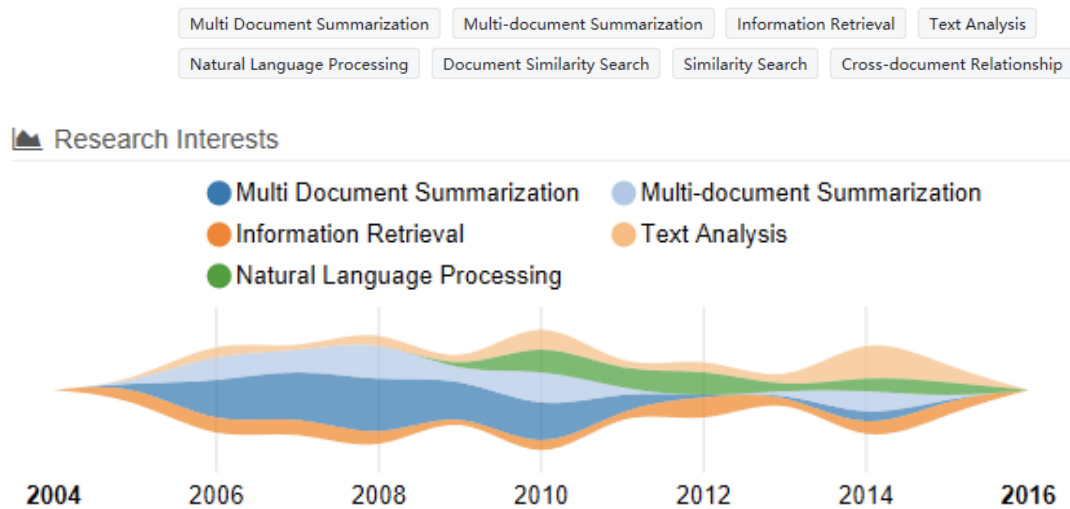 Multi Document Summarization Multi-document Summarization Information Retrieval Text Analysis
Natural Language Processing Document Similarity Search Similarity Search Cross-document Relationship
Research Interests
Multi Document Summarization Multi-document Summarization
Information Retrieval Text Analysis
Natural Language Processing
2004 2006 2008 2010 2012 2014 2016